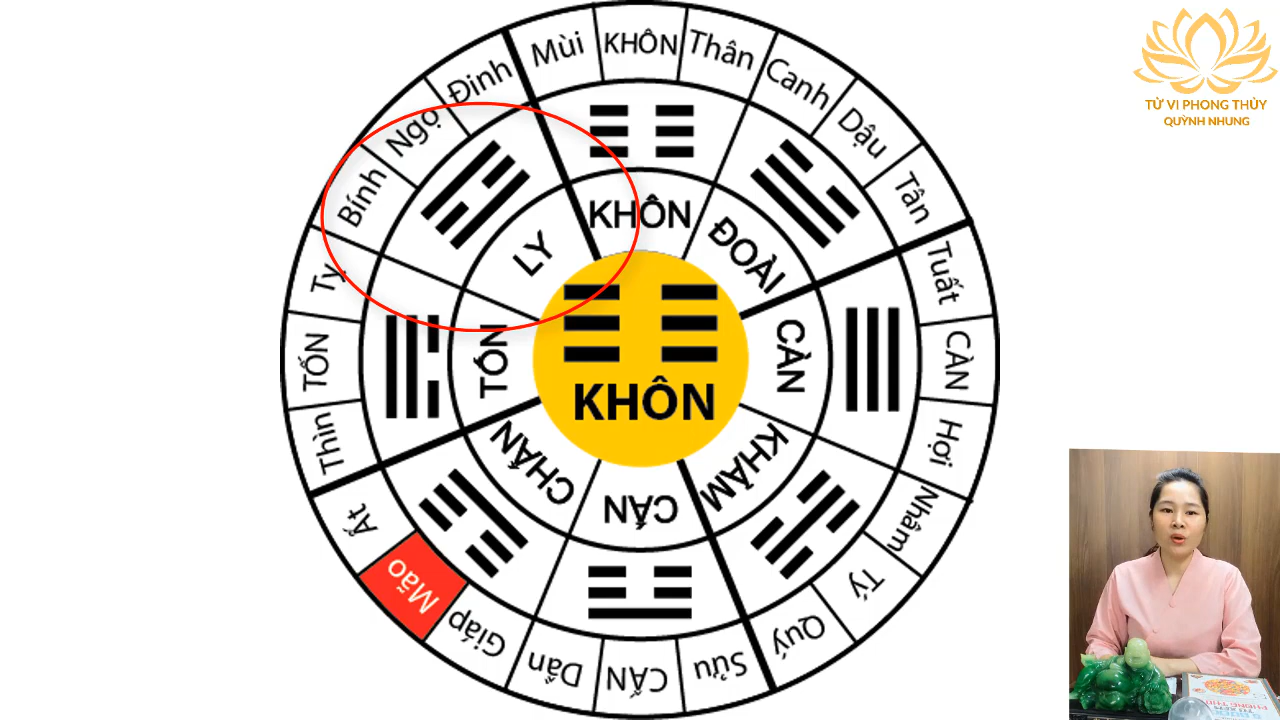 Mùi
KHÔN
Thân
Canh
Dậu
Tân
Tuất
CÀN
Hợi
Nhâm
Tý
Quý
Sửu
CẤN
Dần
Giáp
Mão
Ất
Thìn
TỐN
Tỵ
Bính
Ngọ
Đinh
KHÔN
ĐOÀI
CÀN
KHẢM
CẤN
CHẤN
TỐN
LY
KHÔN
TỬ VI PHONG THỦY
QUỲNH NHUNG
PHONG THỦY